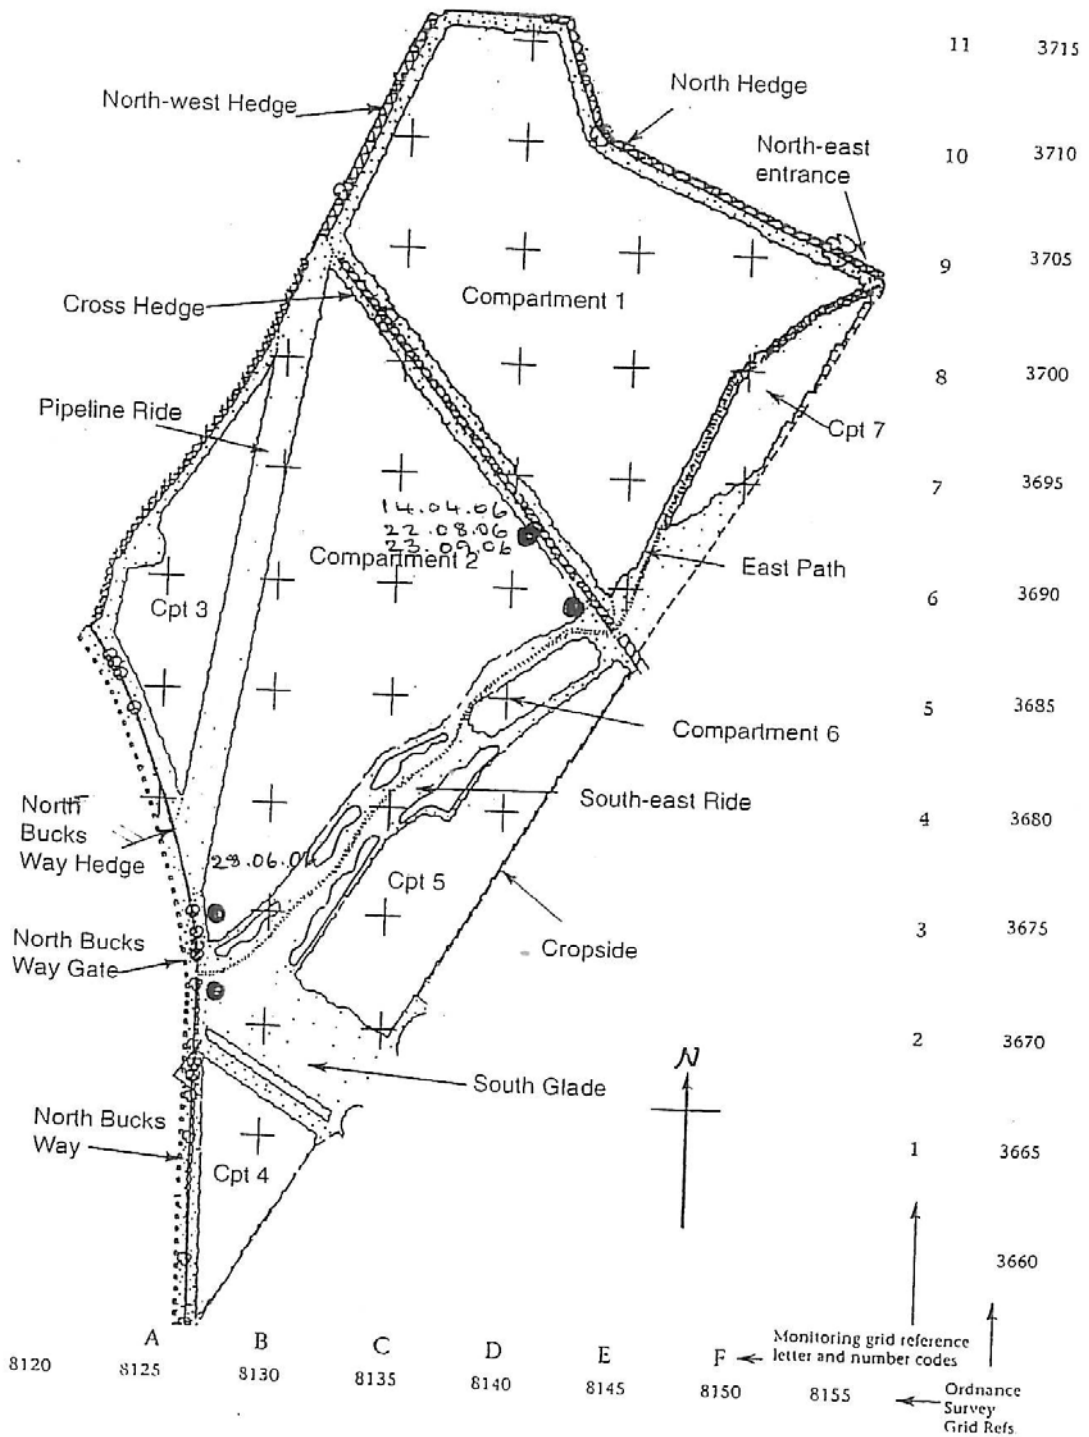 11 3715
North-west Hedge
North Hedge
North-east
entrance
10 3710
9 3705
Cross Hedge
Compartment 1
8 3700
Pipeline Ride
Cpt 7
7 3695
14.04.06
22.08.06
23.09.06
Compartment 2
East Path
6 3690
Cpt 3
5 3685
Compartment 6
South-east Ride
North
Bucks
Way Hedge
4 3680
29.06.06
Cpt 5
3 3675
North Bucks
Way Gate
Cropside
2 3670
N
South Glade
North Bucks
Way
1 3665
Cpt 4
3660
A B C D E F
Monitoring grid reference
letter and number codes
8120 8125 8130 8135 8140 8145 8150 8155
Ordnance
Survey
Grid Refs